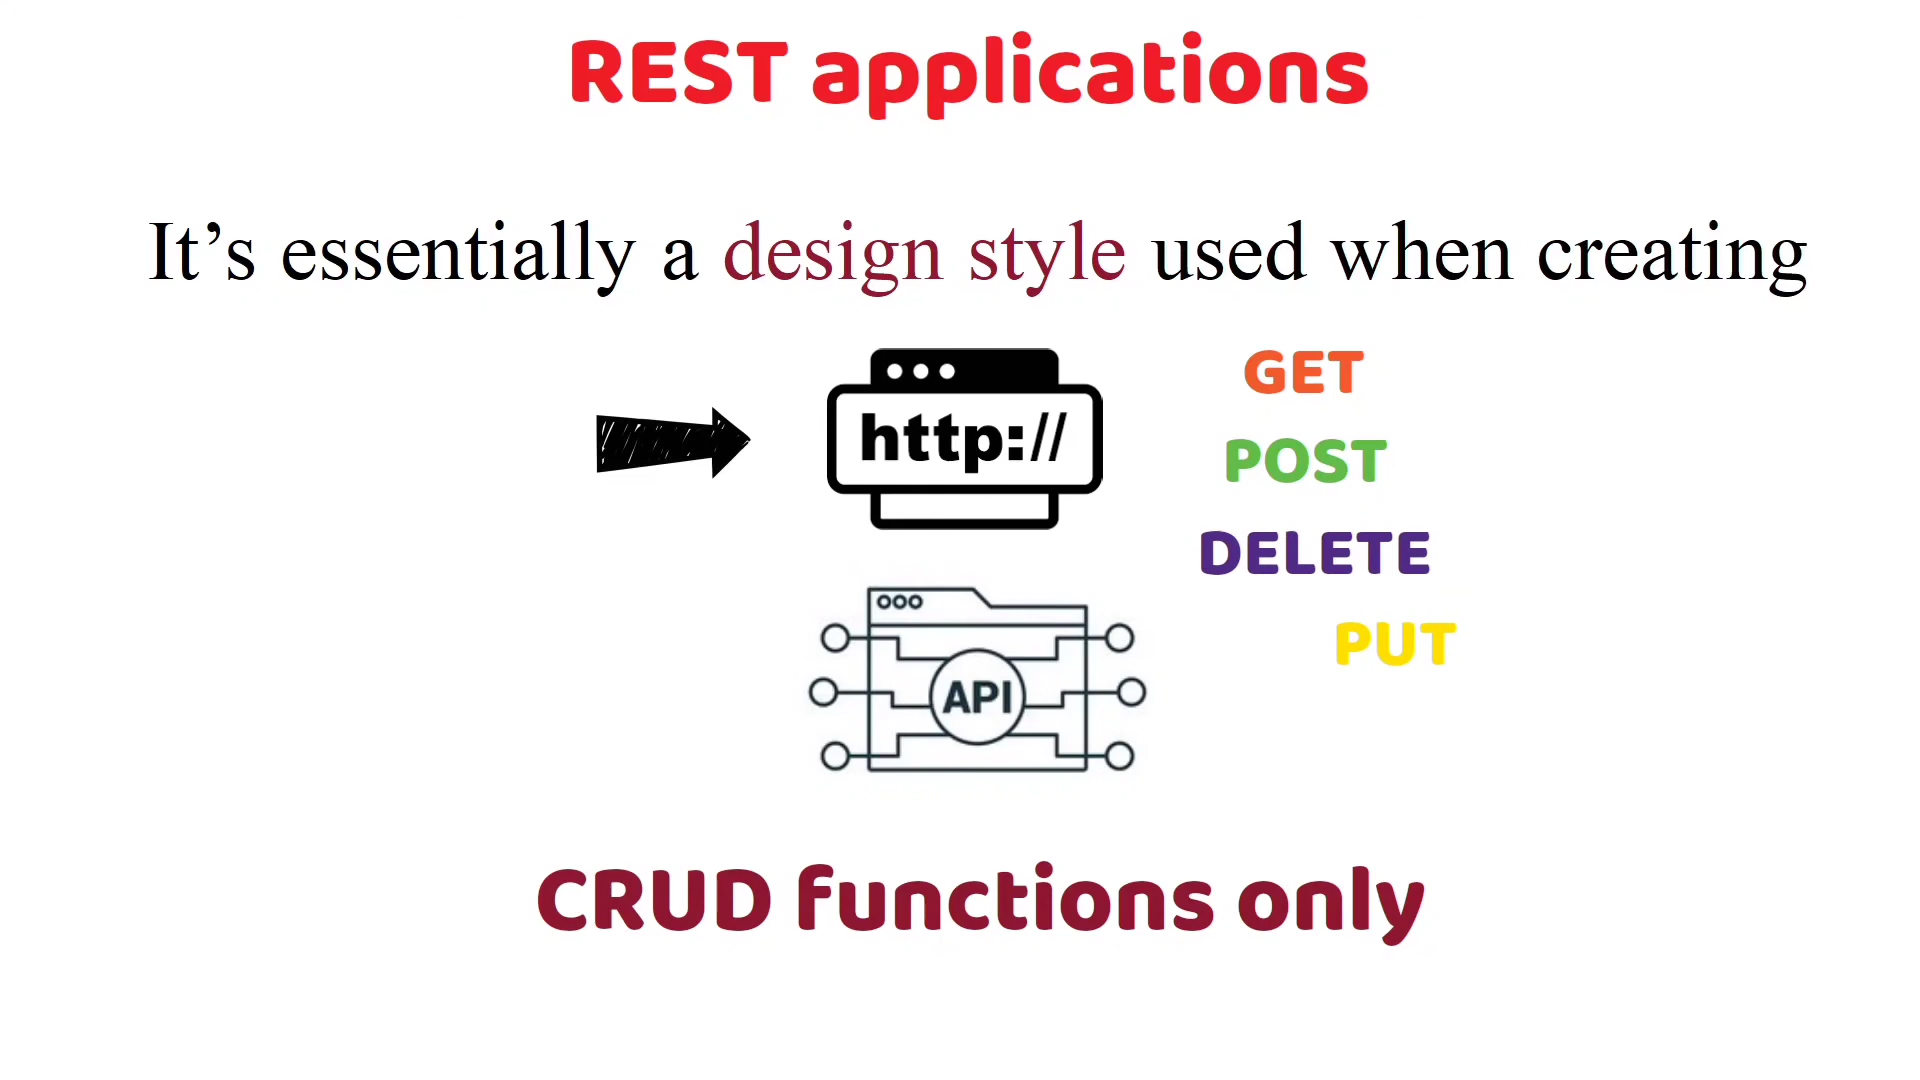 REST applications
It’s essentially a design style used when creating
http://
GET
POST
DELETE
PUT
API
CRUD functions only